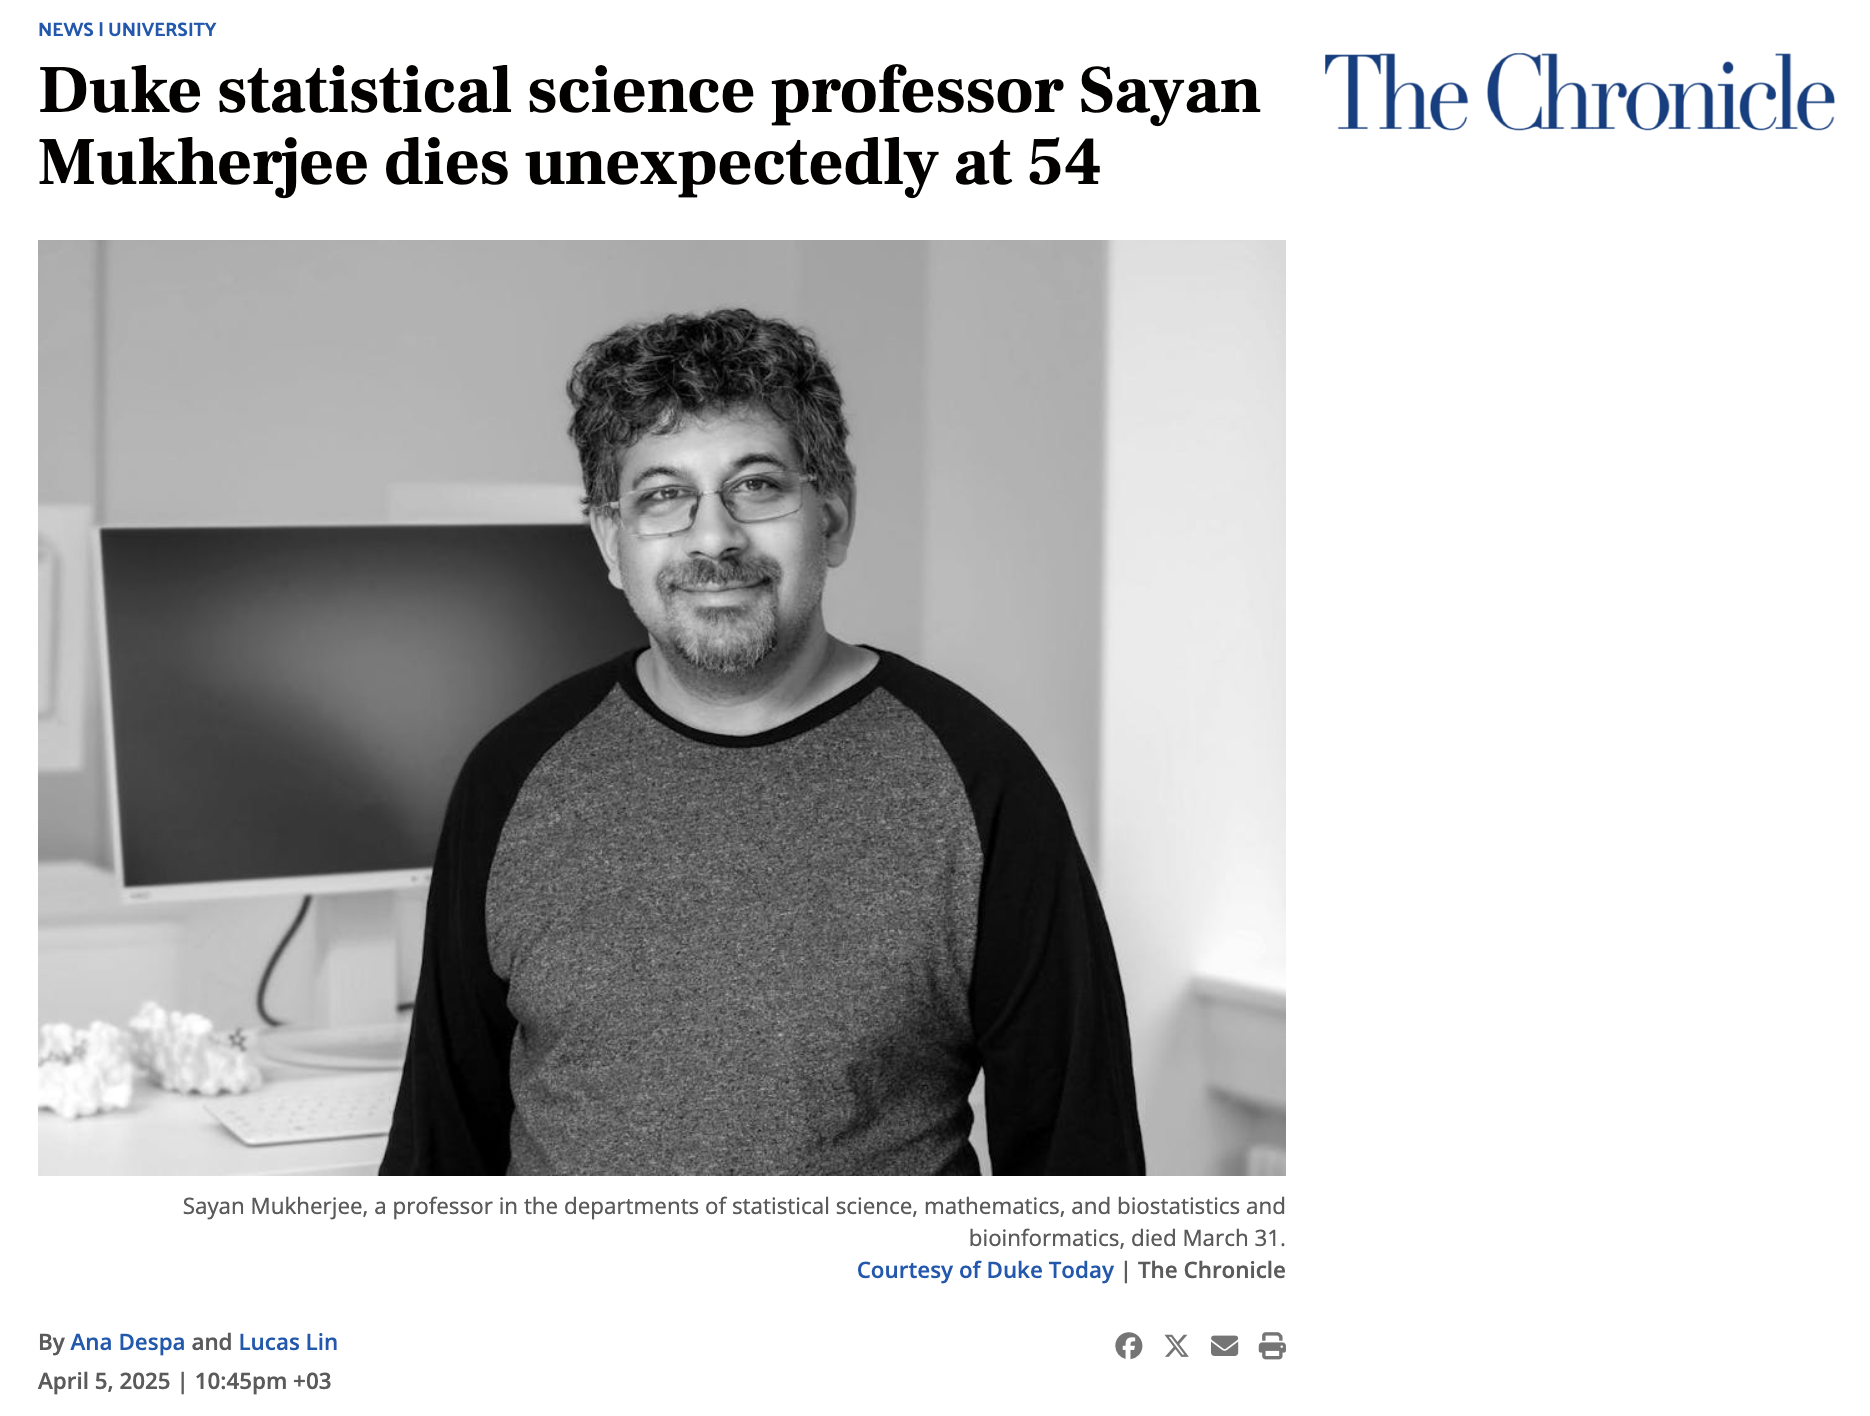 NEWS | UNIVERSITY
Duke statistical science professor Sayan
Mukherjee dies unexpectedly at 54
The Chronicle
Sayan Mukherjee, a professor in the departments of statistical science, mathematics, and biostatistics and
bioinformatics, died March 31.
Courtesy of Duke Today | The Chronicle
By Ana Despa and Lucas Lin
April 5, 2025 | 10:45pm +03